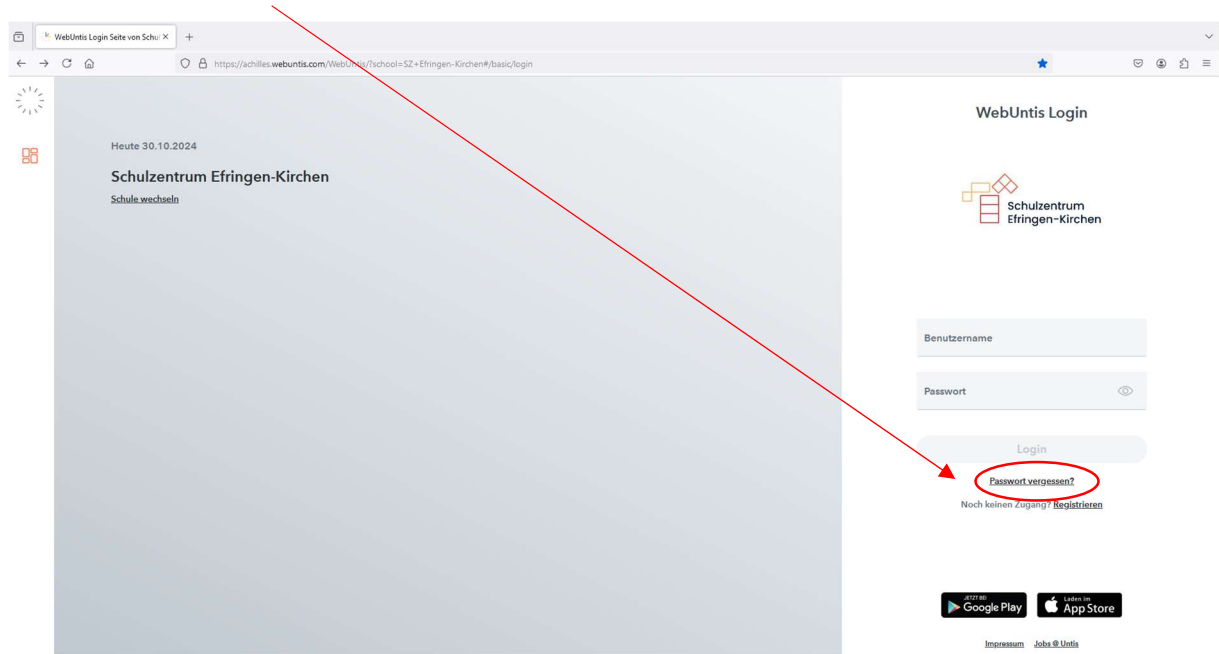 WebUntis Login Seite von Schul
https://achilles.webuntis.com/WebUntis/?school=SZ+Efringen-Kirchen#/basic/login
Heute 30.10.2024
Schulzentrum Efringen-Kirchen
Schule wechseln
WebUntis Login
Schulzentrum
Efringen-Kirchen
Benutzername
Passwort
Login
Passwort vergessen?
Noch keinen Zugang? Registrieren
JETZT BEI
Google Play
Laden im
App Store
Impressum Jobs @ Untis